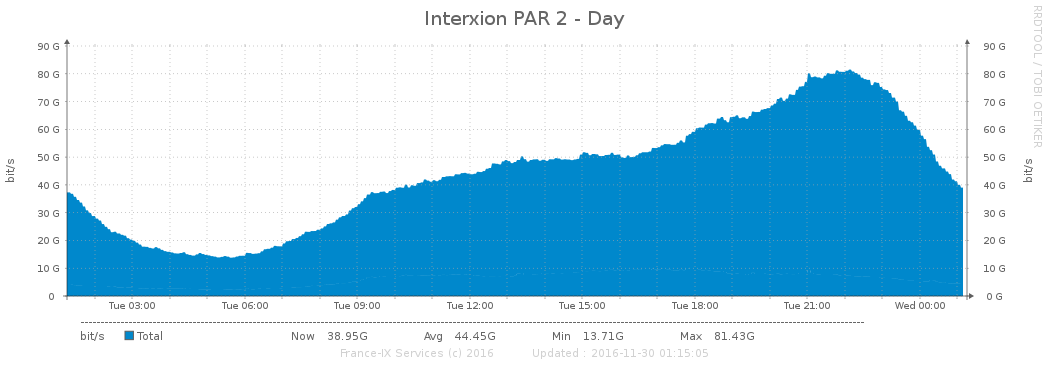 Interxion PAR 2 - Day
RRDTOOL / TOBI OETIKER
bit/s
90 G
80 G
70 G
60 G
50 G
40 G
30 G
20 G
10 G
0
90 G
80 G
70 G
60 G
50 G
40 G
30 G
20 G
10 G
0 G
bit/s
Tue 03:00 Tue 06:00 Tue 09:00 Tue 12:00 Tue 15:00 Tue 18:00 Tue 21:00 Wed 00:00
bit/s Total Now 38.95G Avg 44.45G Min 13.71G Max 81.43G
France-IX Services (c) 2016 Updated : 2016-11-30 01:15:05